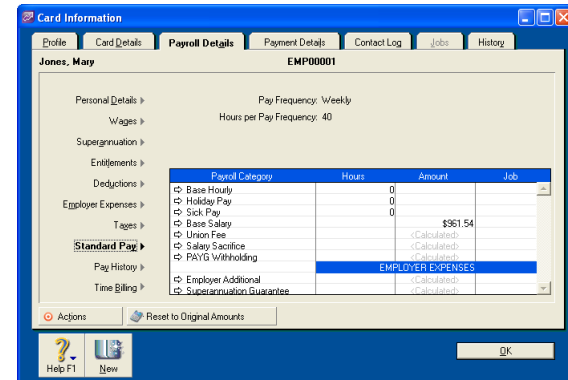 Card Information
Profile Card Details Payroll Details Payment Details Contact Log Jobs History
Jones, Mary EMP00001
Personal Details
Wages
Superannuation
Entitlements
Deductions
Employer Expenses
Taxes
Standard Pay
Pay History
Time Billing
Pay Frequency: Weekly
Hours per Pay Frequency: 40
Payroll Category Hours Amount Job
Base Hourly 0
Holiday Pay 0
Sick Pay 0
Base Salary $961.54
Union Fee <Calculated>
Salary Sacrifice <Calculated>
PAYG Withholding <Calculated>
EMPLOYER EXPENSES
Employer Additional <Calculated>
Superannuation Guarantee <Calculated>
Actions Reset to Original Amounts
Help F1 New OK